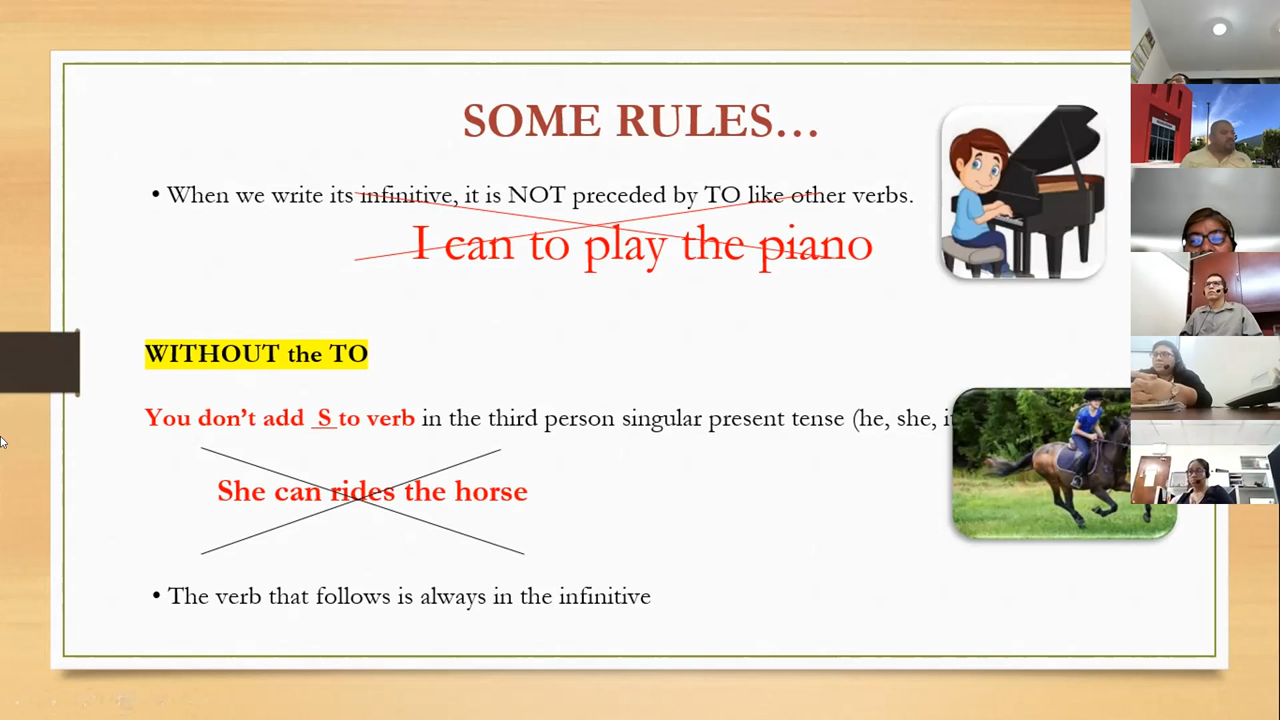 SOME RULES…
• When we write its infinitive, it is NOT preceded by TO like other verbs.
I can to play the piano
WITHOUT the TO
You don’t add _S_to verb in the third person singular present tense (he, she, i
She can rides the horse
• The verb that follows is always in the infinitive